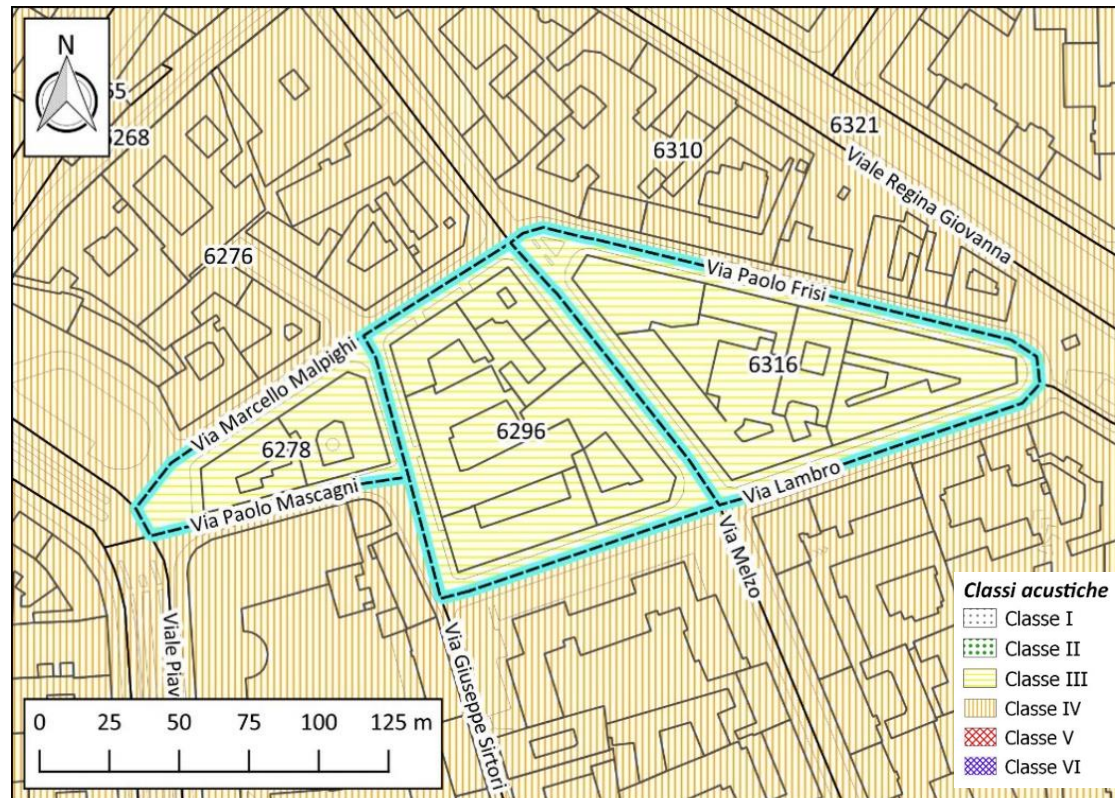 N
6268
6321
6310
Viale Regina Giovanna
6276
Via Paolo Frisi
Via Marcello Malpighi
6316
6296
6278
Via Lambro
Via Paolo Mascagni
Via Melzo
Viale Piav
Via Giuseppe Sirtori
Classi acustiche
Classe I
Classe II
Classe III
Classe IV
Classe V
Classe VI
0 25 50 75 100 125 m